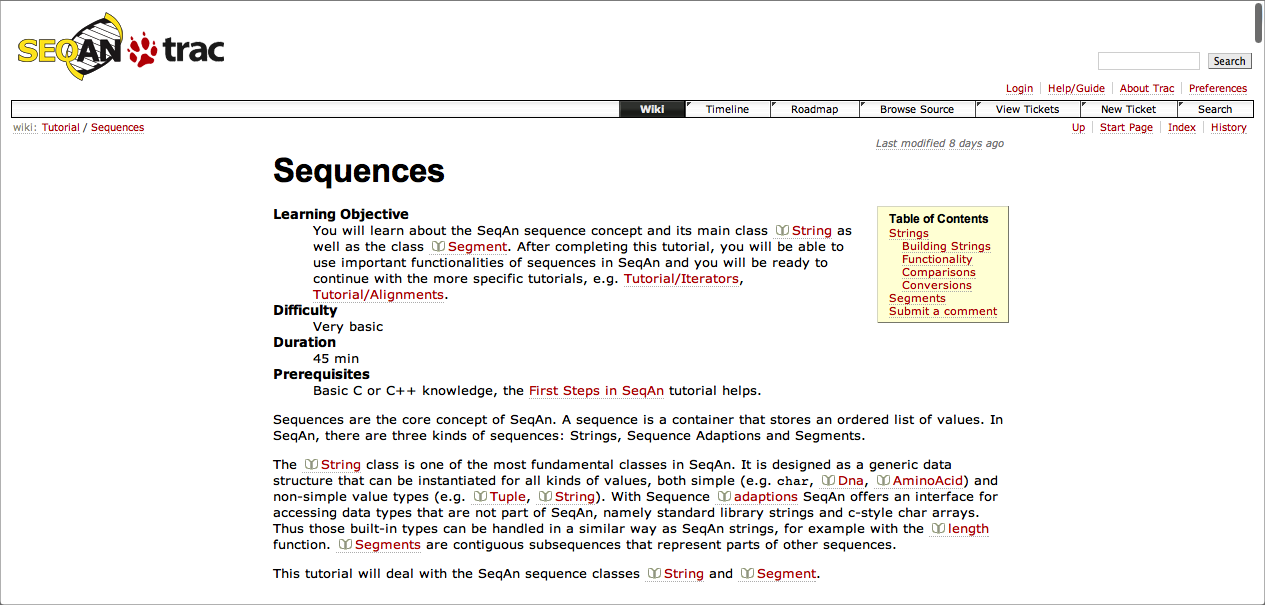 SEQAN trac
Search
Login Help/Guide About Trac Preferences
Wiki Timeline Roadmap Browse Source View Tickets New Ticket Search
wiki: Tutorial / Sequences
Up Start Page Index History
Last modified 8 days ago
Sequences
Learning Objective
You will learn about the SeqAn sequence concept and its main class String as
well as the class Segment. After completing this tutorial, you will be able to
use important functionalities of sequences in SeqAn and you will be ready to
continue with the more specific tutorials, e.g. Tutorial/Iterators,
Tutorial/Alignments.
Difficulty
Very basic
Duration
45 min
Prerequisites
Basic C or C++ knowledge, the First Steps in SeqAn tutorial helps.
Table of Contents
Strings
Building Strings
Functionality
Comparisons
Conversions
Segments
Submit a comment
Sequences are the core concept of SeqAn. A sequence is a container that stores an ordered list of values. In
SeqAn, there are three kinds of sequences: Strings, Sequence Adaptions and Segments.
The String class is one of the most fundamental classes in SeqAn. It is designed as a generic data
structure that can be instantiated for all kinds of values, both simple (e.g. char, Dna, AminoAcid) and
non-simple value types (e.g. Tuple, String). With Sequence adaptions SeqAn offers an interface for
accessing data types that are not part of SeqAn, namely standard library strings and c-style char arrays.
Thus those built-in types can be handled in a similar way as SeqAn strings, for example with the length
function. Segments are contiguous subsequences that represent parts of other sequences.
This tutorial will deal with the SeqAn sequence classes String and Segment.